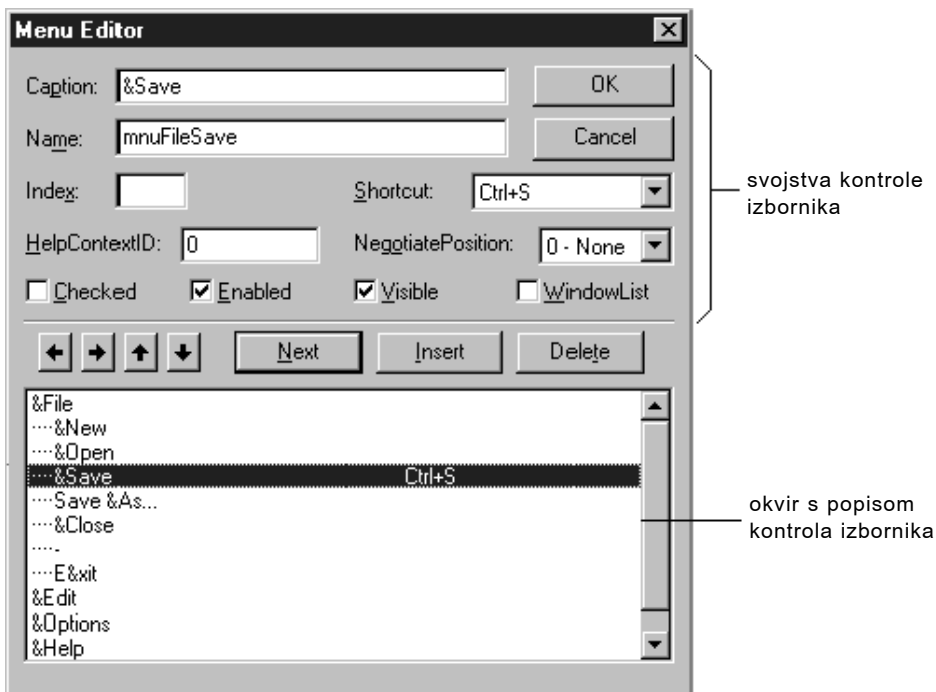 Menu Editor
Caption: &Save OK
Name: mnuFileSave Cancel
Index: Shortcut: Ctrl+S
HelpContextID: 0 NegotiatePosition: 0 - None
Checked Enabled Visible WindowList
Next Insert Delete
&File
····&New
····&Open
····&Save Ctrl+S
····Save &As...
····&Close
····-
····E&xit
&Edit
&Options
&Help
svojstva kontrole
izbornika
okvir s popisom
kontrola izbornika